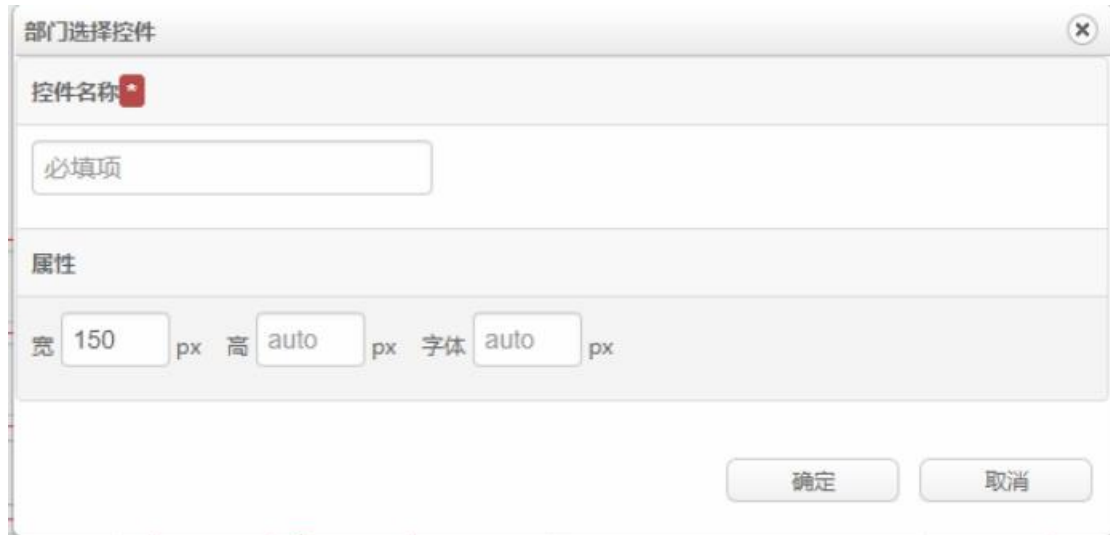 部门选择控件
控件名称*
必填项
属性
宽 150 px 高 auto px 字体 auto px
确定 取消